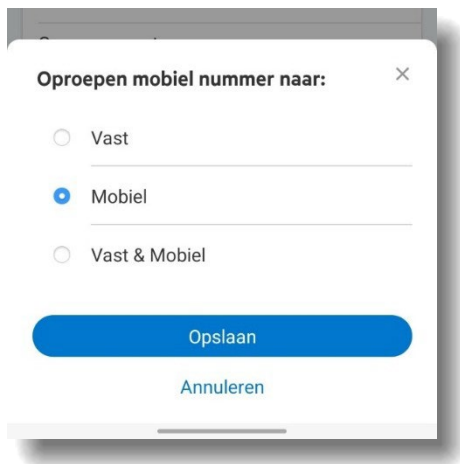 Oproepen mobiel nummer naar:
Vast
Mobiel
Vast & Mobiel
Opslaan
Annuleren